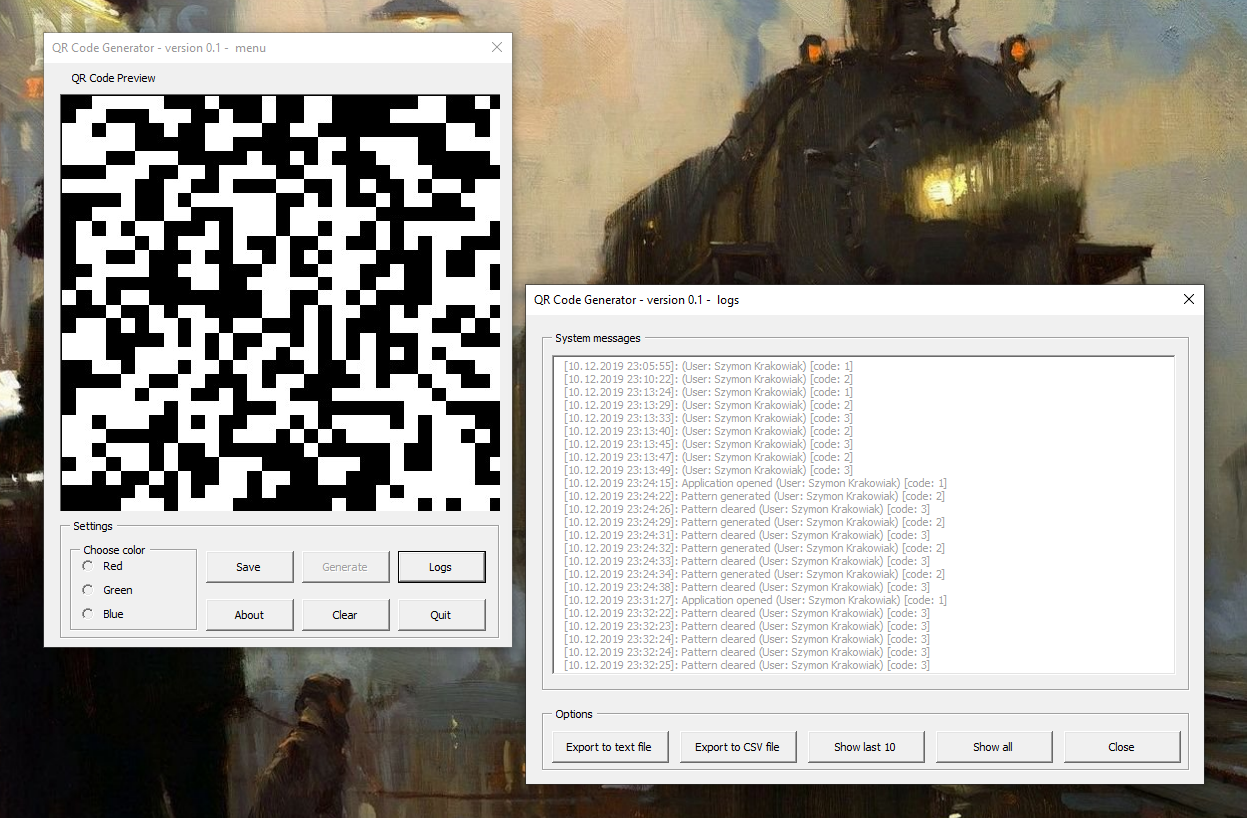 NEWS
QR Code Generator - version 0.1 - menu
QR Code Preview
Settings
Choose color
Red
Green
Blue
Save
Generate
Logs
About
Clear
Quit
QR Code Generator - version 0.1 - logs
System messages
[10.12.2019 23:05:55]: (User: Szymon Krakowiak) [code: 1]
[10.12.2019 23:10:22]: (User: Szymon Krakowiak) [code: 2]
[10.12.2019 23:13:24]: (User: Szymon Krakowiak) [code: 1]
[10.12.2019 23:13:29]: (User: Szymon Krakowiak) [code: 2]
[10.12.2019 23:13:33]: (User: Szymon Krakowiak) [code: 3]
[10.12.2019 23:13:40]: (User: Szymon Krakowiak) [code: 2]
[10.12.2019 23:13:45]: (User: Szymon Krakowiak) [code: 3]
[10.12.2019 23:13:47]: (User: Szymon Krakowiak) [code: 2]
[10.12.2019 23:13:49]: (User: Szymon Krakowiak) [code: 3]
[10.12.2019 23:24:15]: Application opened (User: Szymon Krakowiak) [code: 1]
[10.12.2019 23:24:22]: Pattern generated (User: Szymon Krakowiak) [code: 2]
[10.12.2019 23:24:26]: Pattern cleared (User: Szymon Krakowiak) [code: 3]
[10.12.2019 23:24:29]: Pattern generated (User: Szymon Krakowiak) [code: 2]
[10.12.2019 23:24:31]: Pattern cleared (User: Szymon Krakowiak) [code: 3]
[10.12.2019 23:24:32]: Pattern generated (User: Szymon Krakowiak) [code: 2]
[10.12.2019 23:24:33]: Pattern cleared (User: Szymon Krakowiak) [code: 3]
[10.12.2019 23:24:34]: Pattern generated (User: Szymon Krakowiak) [code: 2]
[10.12.2019 23:24:38]: Pattern cleared (User: Szymon Krakowiak) [code: 3]
[10.12.2019 23:31:27]: Application opened (User: Szymon Krakowiak) [code: 1]
[10.12.2019 23:32:22]: Pattern cleared (User: Szymon Krakowiak) [code: 3]
[10.12.2019 23:32:23]: Pattern cleared (User: Szymon Krakowiak) [code: 3]
[10.12.2019 23:32:24]: Pattern cleared (User: Szymon Krakowiak) [code: 3]
[10.12.2019 23:32:24]: Pattern cleared (User: Szymon Krakowiak) [code: 3]
[10.12.2019 23:32:25]: Pattern cleared (User: Szymon Krakowiak) [code: 3]
Options
Export to text file
Export to CSV file
Show last 10
Show all
Close